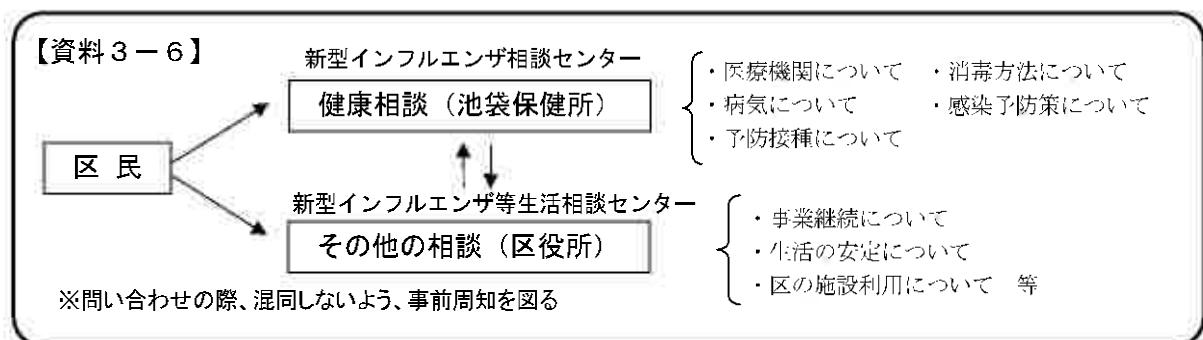 【資料３－６】
新型インフルエンザ相談センター
健康相談（池袋保健所）
・医療機関について　・消毒方法について
・病気について　・感染予防策について
・予防接種について
区 民
新型インフルエンザ等生活相談センター
その他の相談（区役所）
・事業継続について
・生活の安定について
・区の施設利用について　等
※問い合わせの際、混同しないよう、事前周知を図る